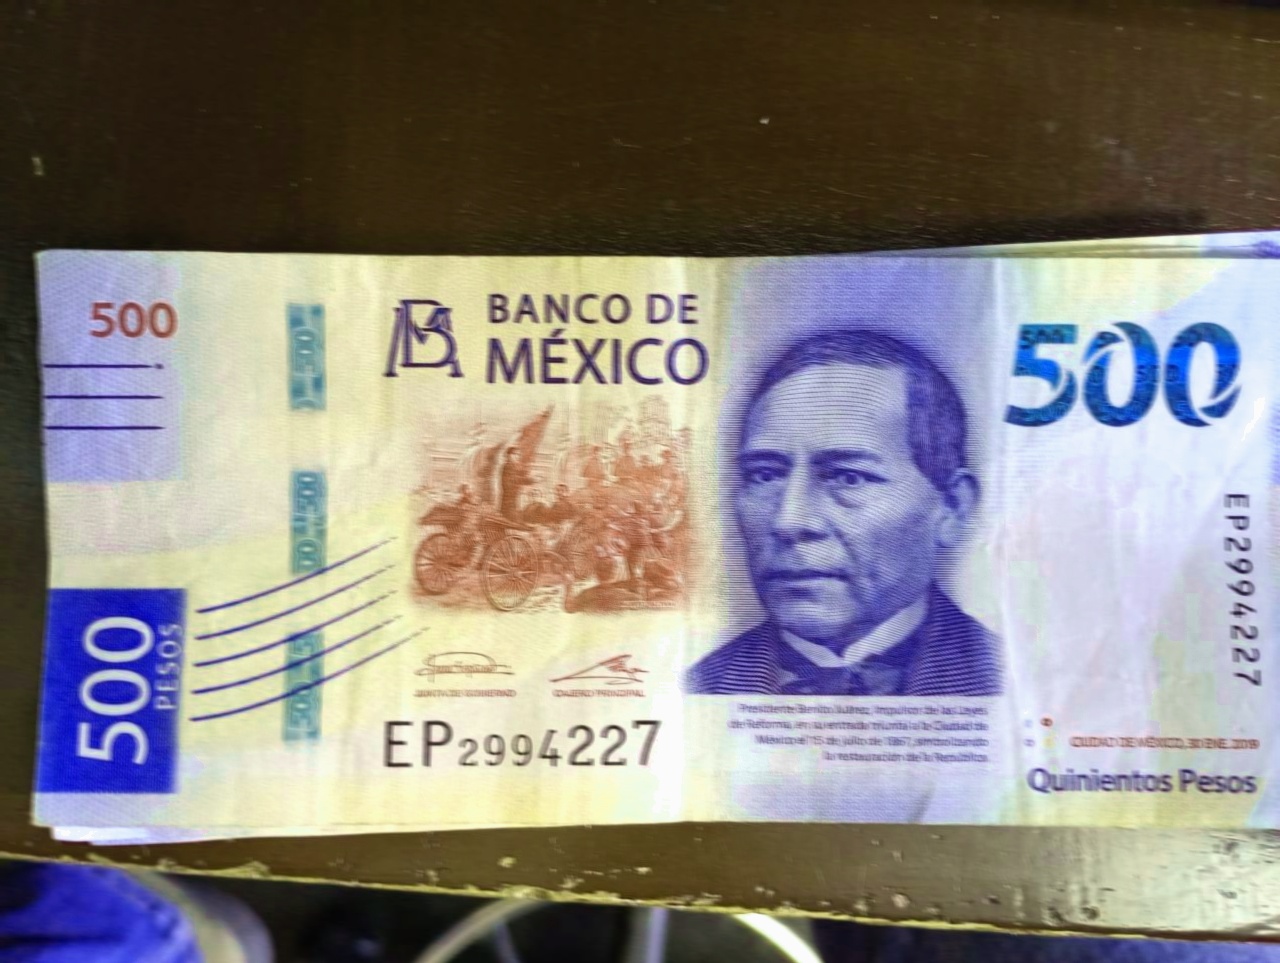 500
BANCO DE
MÉXICO
500
500
PESOS
JUNTA DE GOBIERNO
CAJERO PRINCIPAL
EP2994227
EP2994227
Presidente Benito Juárez, impulsor de las Leyes
de Reforma, en su entrada triunfal a la Ciudad de
México el 15 de julio de 1867, simbolizando
la restauración de la República.
CIUDAD DE MÉXICO, 30 ENE. 2019
Quinientos Pesos